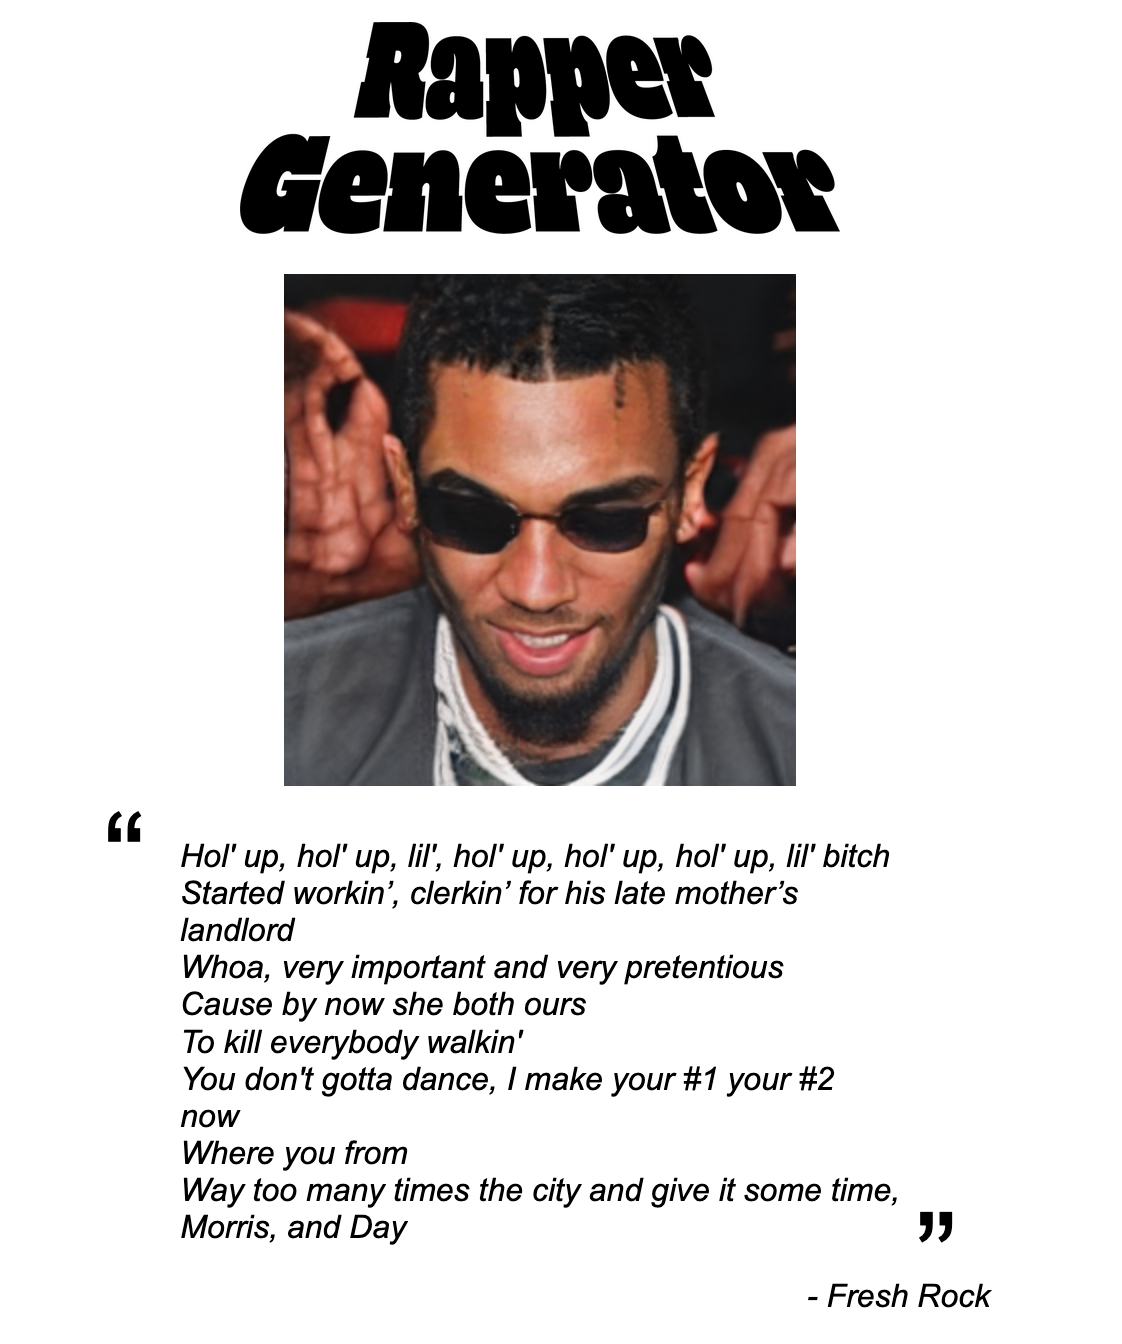 Rapper
Generator
“
Hol' up, hol' up, lil', hol' up, hol' up, hol' up, lil' bitch
Started workin’, clerkin’ for his late mother’s
landlord
Whoa, very important and very pretentious
Cause by now she both ours
To kill everybody walkin'
You don't gotta dance, I make your #1 your #2
now
Where you from
Way too many times the city and give it some time,
Morris, and Day
”
- Fresh Rock